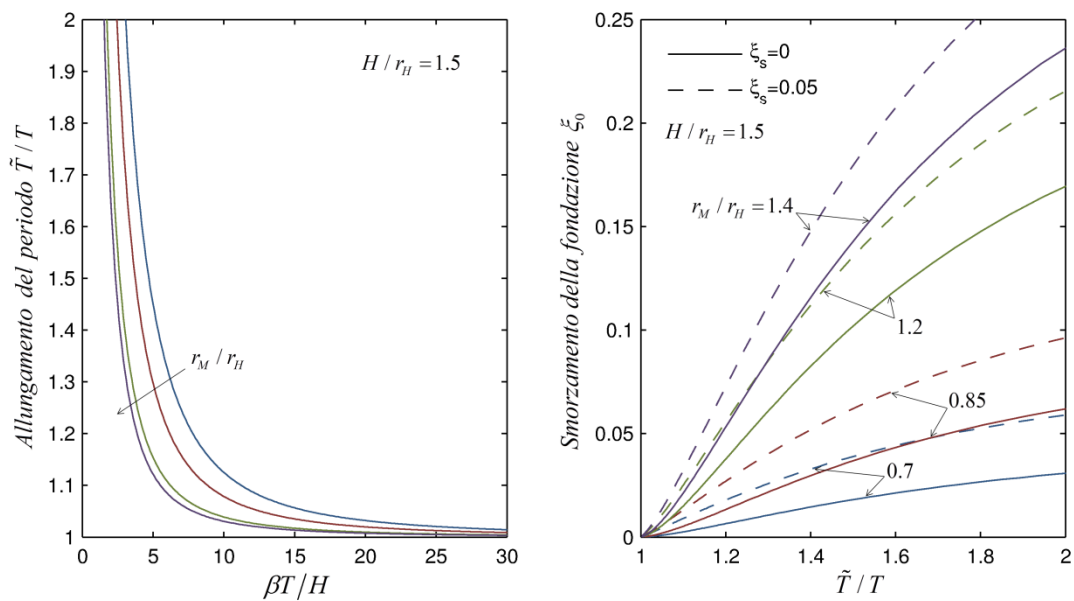 2
1.9
1.8
1.7
1.6
1.5
1.4
1.3
1.2
1.1
1
0 5 10 15 20 25 30
Allungamento del periodo T̃ / T
βT/H
H / r_H = 1.5
r_M / r_H
0.25
0.2
0.15
0.1
0.05
0
1 1.2 1.4 1.6 1.8 2
Smorzamento della fondazione ξ₀
T̃ / T
ξ_s=0
ξ_s=0.05
H / r_H = 1.5
r_M / r_H = 1.4
1.2
0.85
0.7